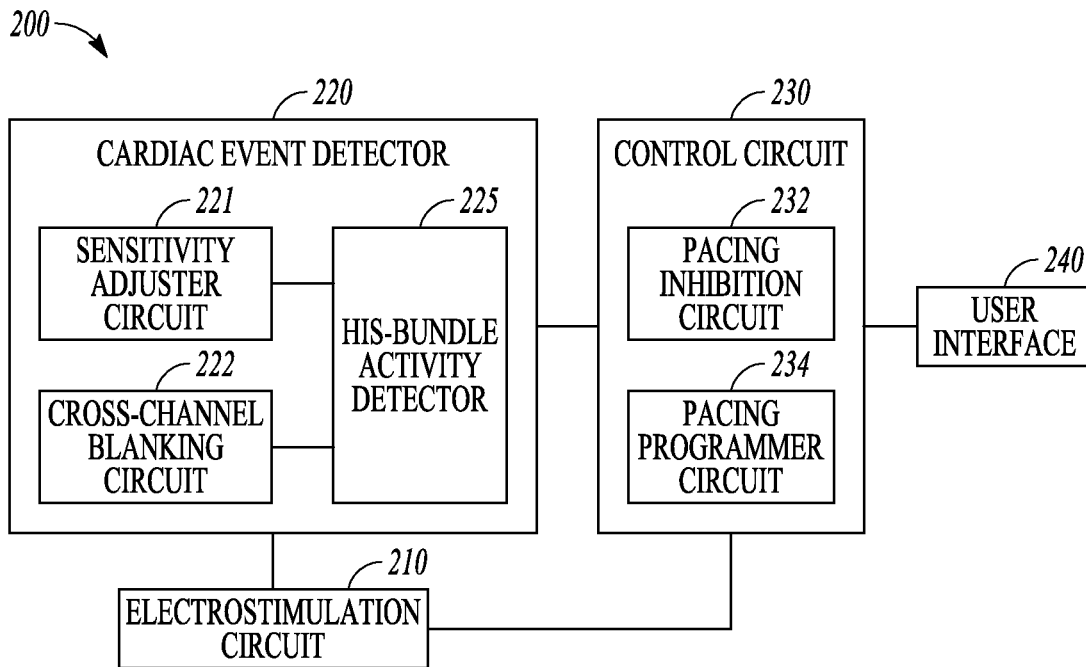 200
220
CARDIAC EVENT DETECTOR
221
SENSITIVITY
ADJUSTER
CIRCUIT
222
CROSS-CHANNEL
BLANKING
CIRCUIT
225
HIS-BUNDLE
ACTIVITY
DETECTOR
230
CONTROL CIRCUIT
232
PACING
INHIBITION
CIRCUIT
234
PACING
PROGRAMMER
CIRCUIT
240
USER
INTERFACE
210
ELECTROSTIMULATION
CIRCUIT